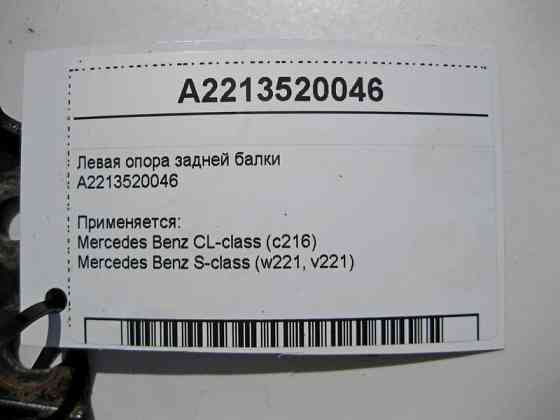 A2213520046
Левая опора задней балки
A2213520046
Применяется:
Mercedes Benz CL-class (c216)
Mercedes Benz S-class (w221, v221)